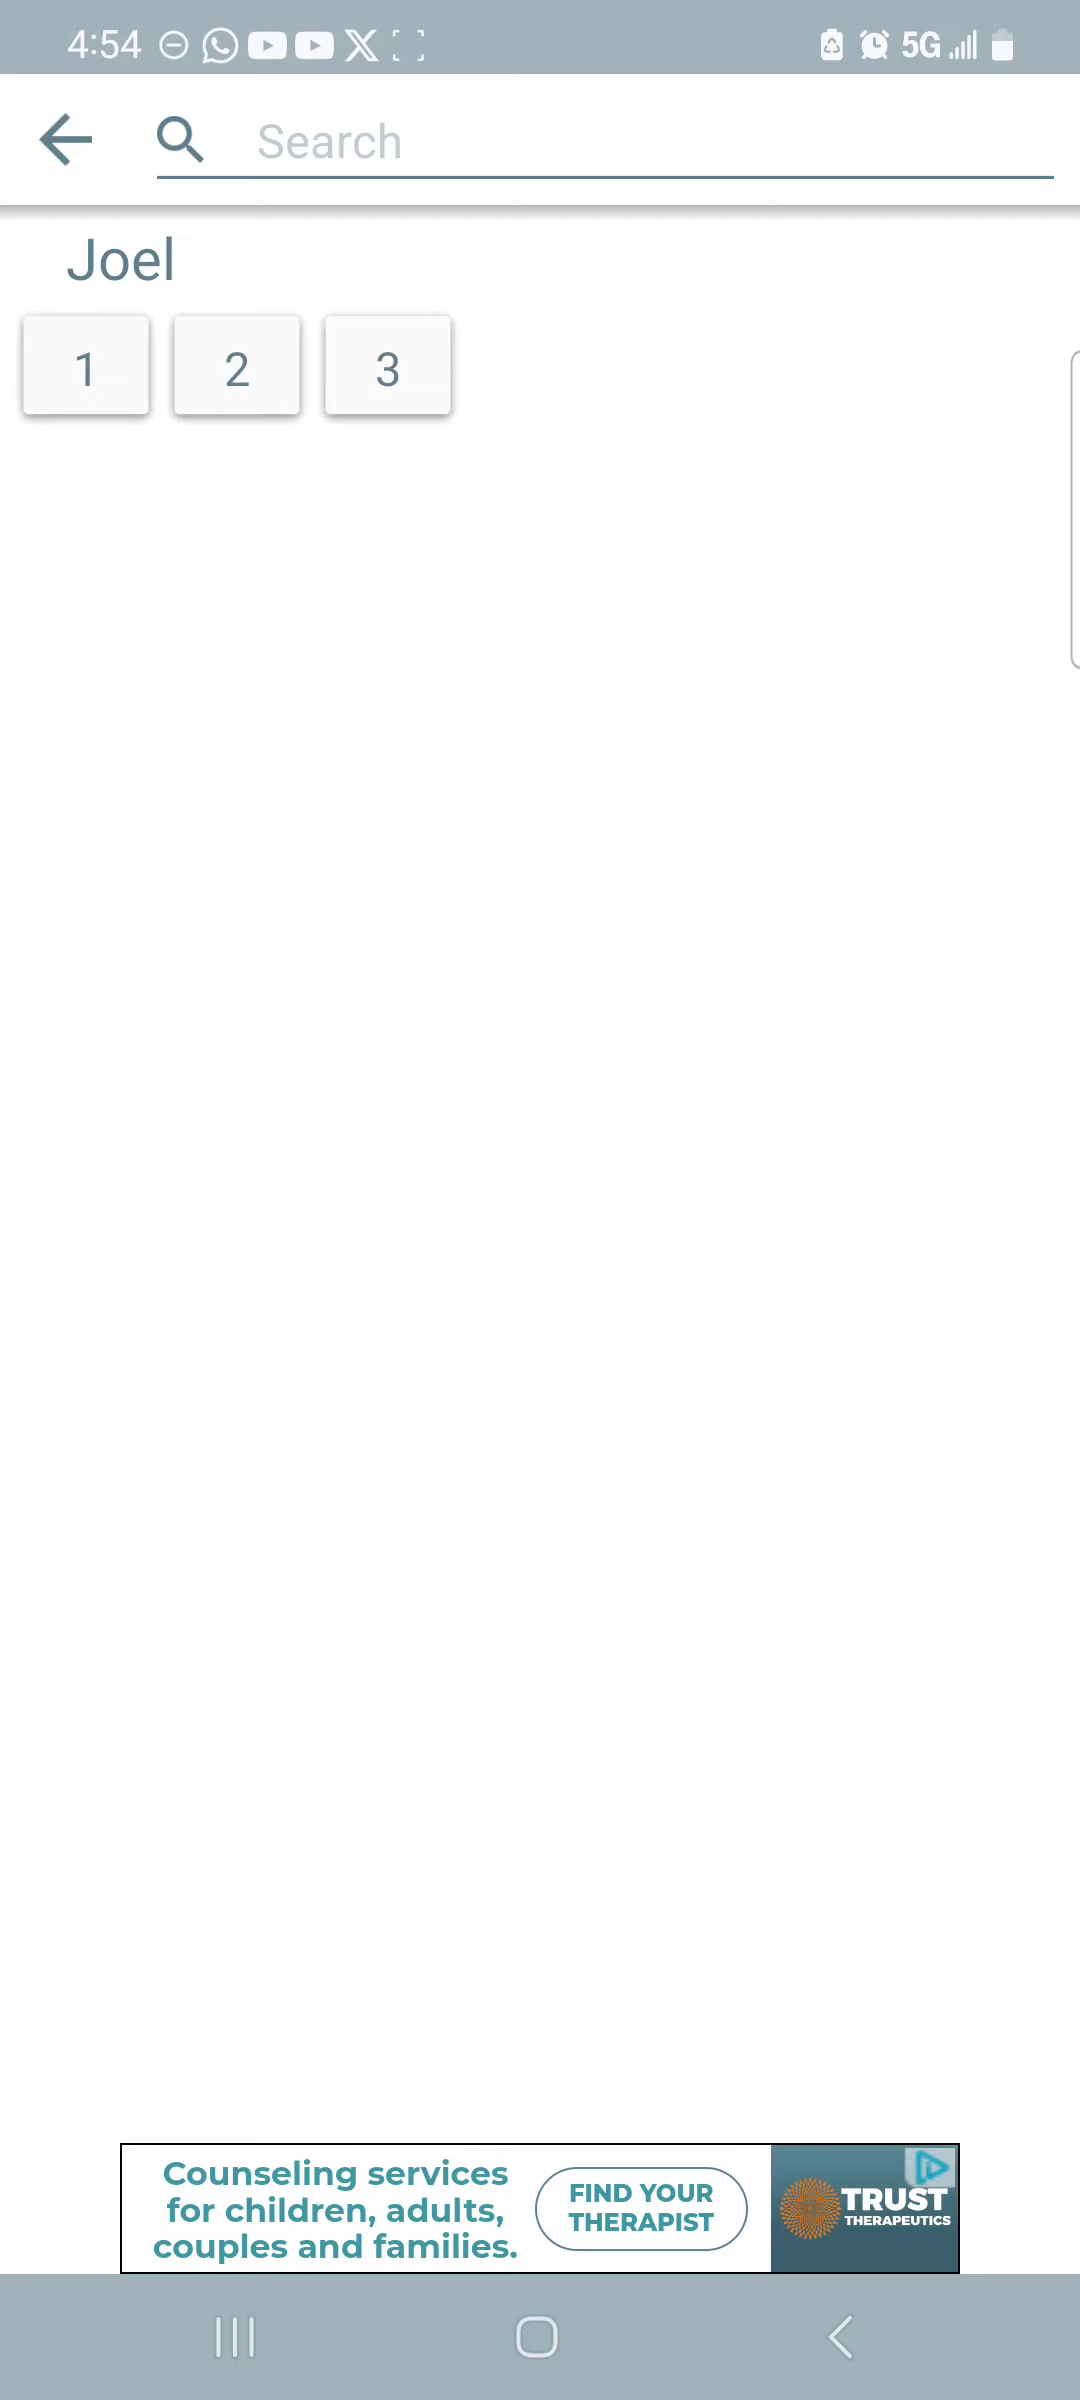 4:54 5G
Search
Joel
1 2 3
Counseling services
for children, adults,
couples and families.
FIND YOUR
THERAPIST
TRUST
THERAPEUTICS